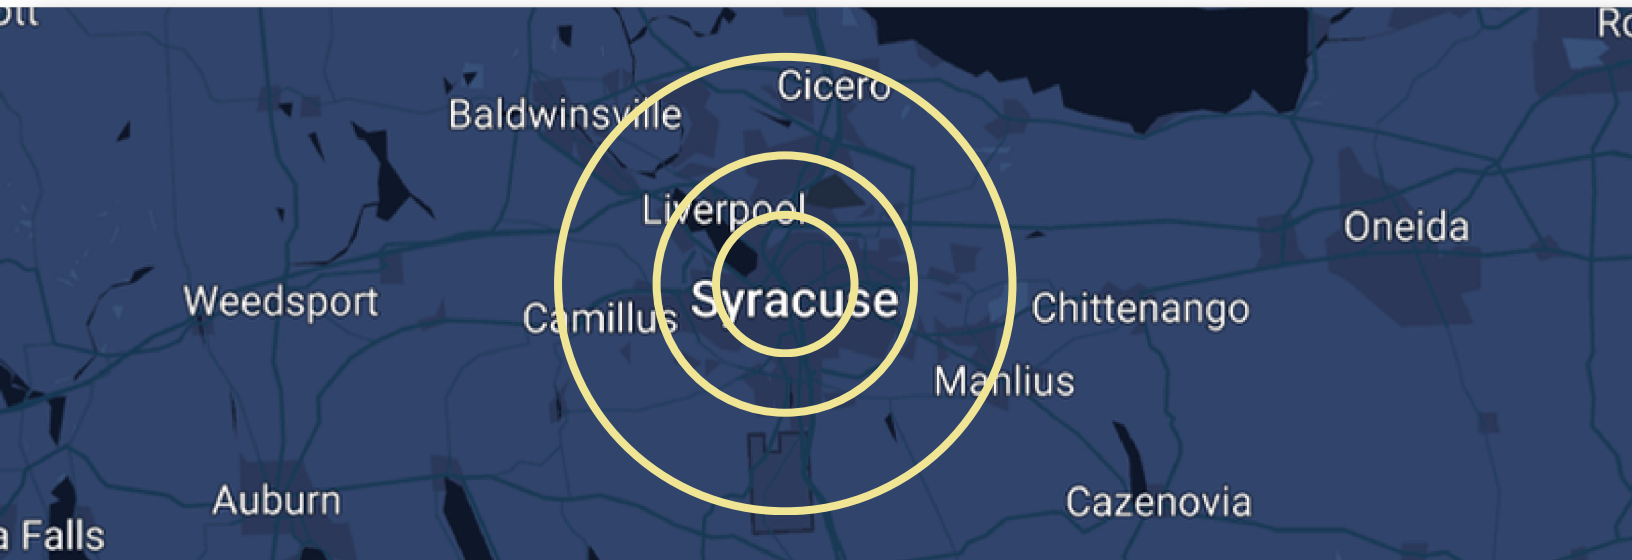 Cicero
Baldwinsville
Liverpool
Oneida
Weedsport
Camillus
Syracuse
Chittenango
Manlius
Auburn
Cazenovia
Falls